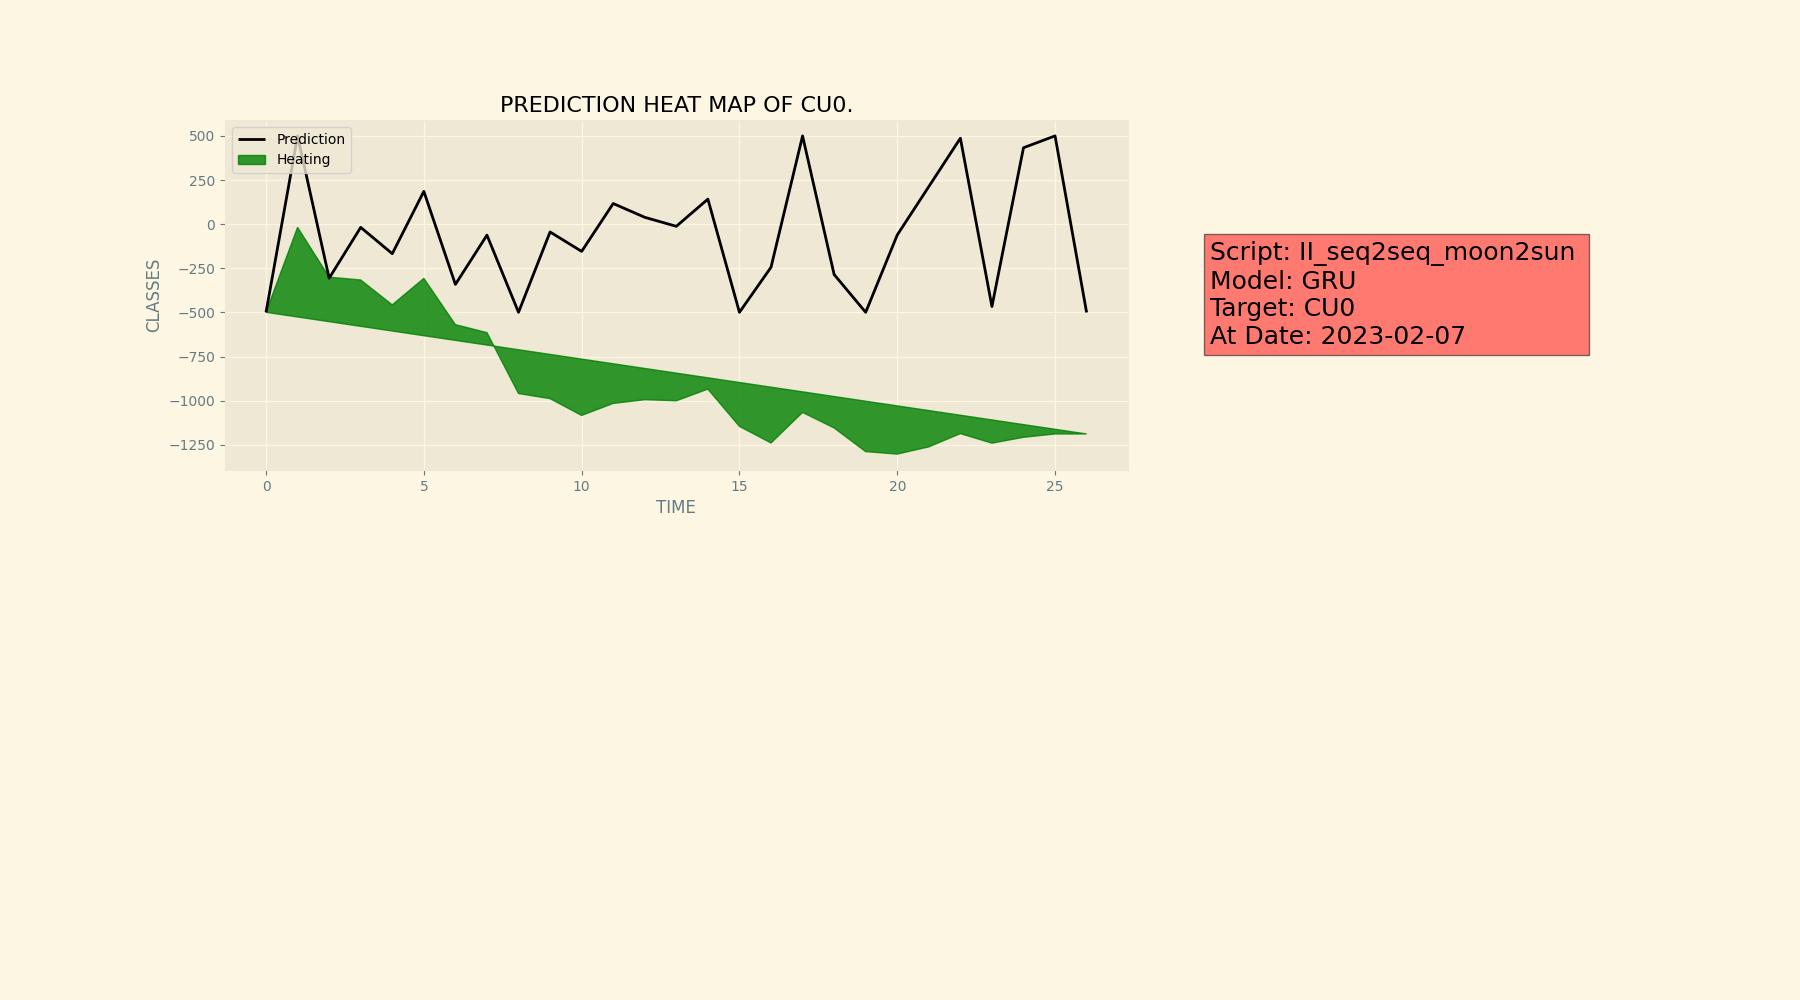 PREDICTION HEAT MAP OF CU0.
Prediction
Heating
500
250
0
−250
−500
−750
−1000
−1250
CLASSES
0 5 10 15 20 25
TIME
Script: II_seq2seq_moon2sun
Model: GRU
Target: CU0
At Date: 2023-02-07